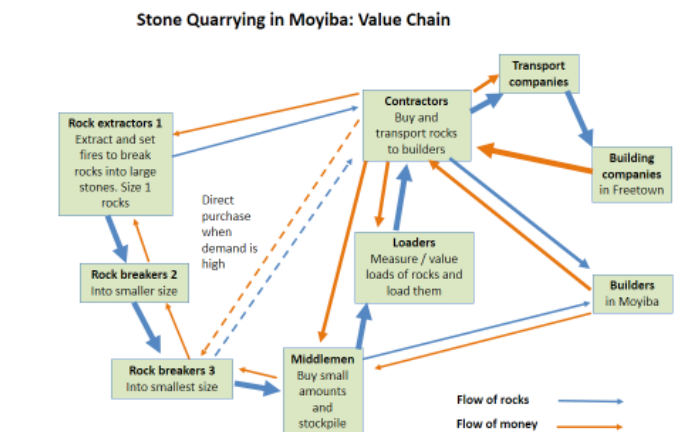 Stone Quarrying in Moyiba: Value Chain
Transport
companies
Contractors
Buy and
transport rocks
to builders
Rock extractors 1
Extract and set
fires to break
rocks into large
stones. Size 1
rocks
Building
companies
in Freetown
Direct
purchase
when
demand is
high
Loaders
Measure / value
loads of rocks and
load them
Rock breakers 2
Into smaller size
Builders
in Moyiba
Rock breakers 3
Into smallest size
Middlemen
Buy small
amounts
and
stockpile
Flow of rocks
Flow of money